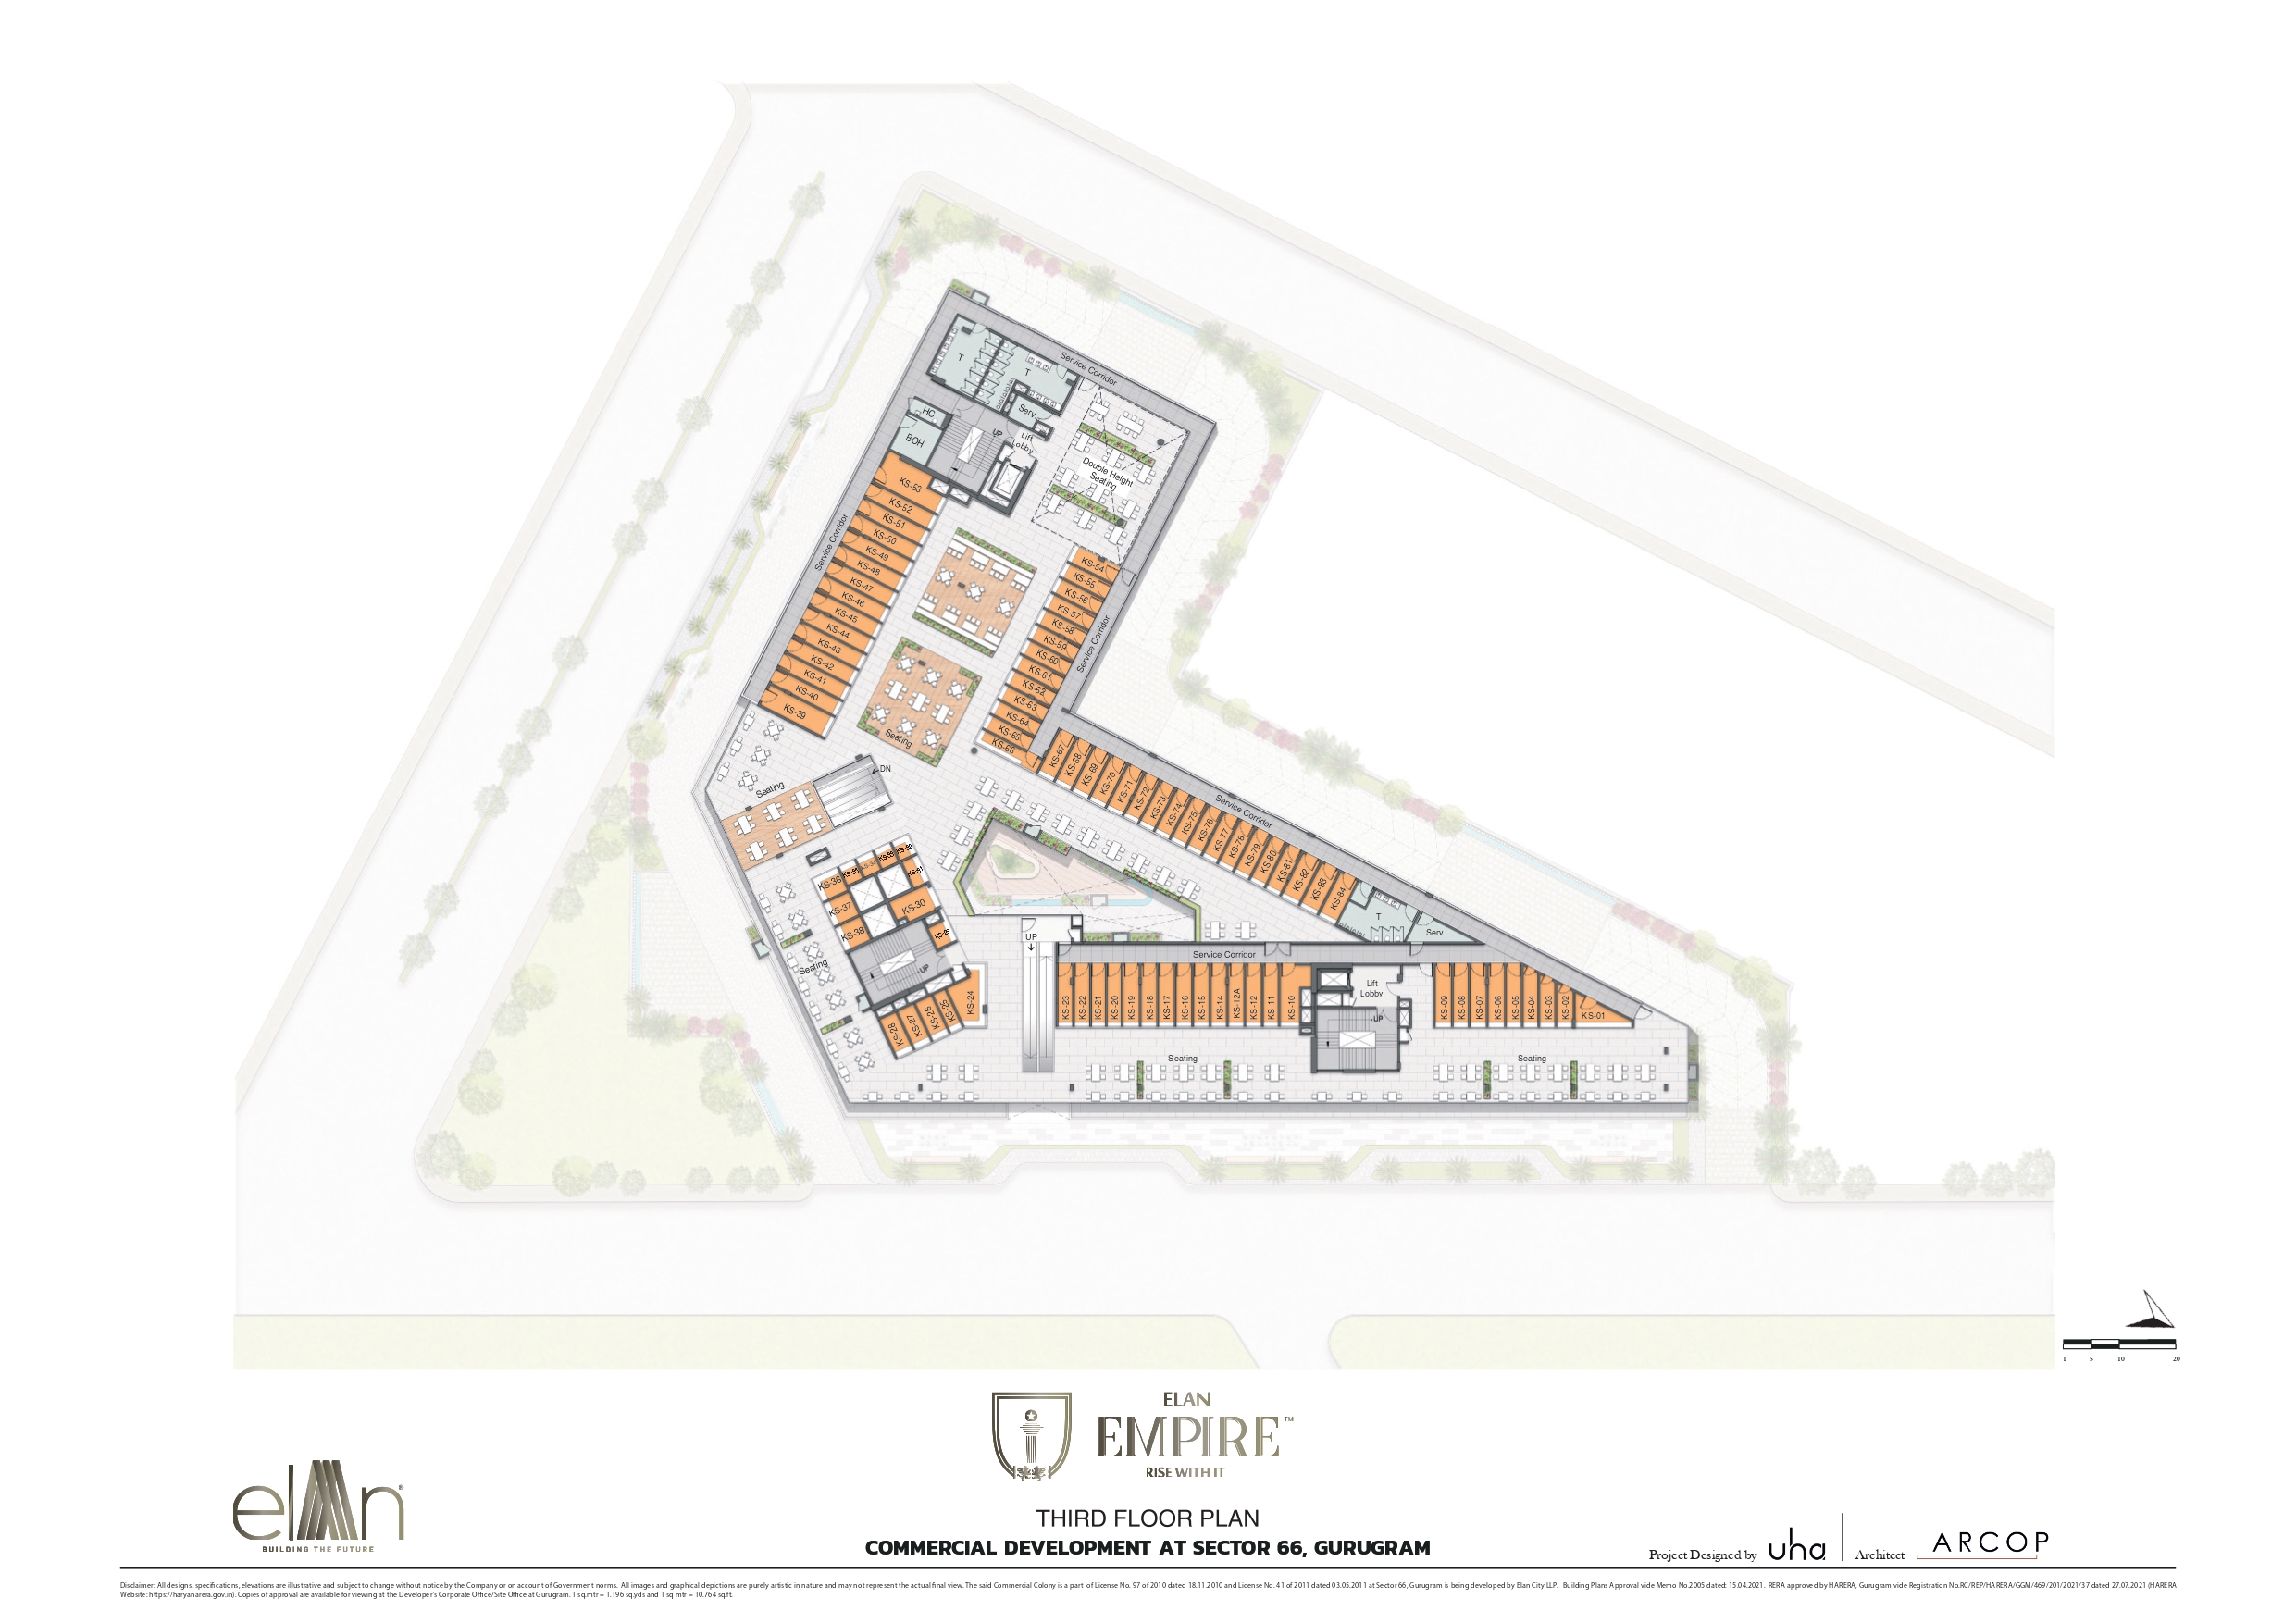 Service Corridor
T
T
HC
BOH
Serv.
UP
Lift
Lobby
Double Height
Seating
KS-53
KS-52
KS-51
KS-50
KS-49
KS-48
KS-47
KS-46
KS-45
KS-44
KS-43
KS-42
KS-41
KS-40
KS-39
Service Corridor
KS-54
KS-55
KS-56
KS-57
KS-58
KS-59
KS-60
KS-61
KS-62
KS-63
KS-64
KS-65
KS-66
Service Corridor
Seating
Seating
DN
KS-67
KS-68
KS-69
KS-70
KS-71
KS-72
KS-73
KS-74
KS-75
KS-76
KS-77
KS-78
KS-79
KS-80
KS-81
KS-82
KS-83
KS-84
Service Corridor
T
Serv.
KS-36
KS-37
KS-38
KS-31
KS-30
KS-29
UP
Seating
KS-28
KS-27
KS-26
KS-25
KS-24
UP
Service Corridor
KS-23
KS-22
KS-21
KS-20
KS-19
KS-18
KS-17
KS-16
KS-15
KS-14
KS-12A
KS-12
KS-11
KS-10
Lift
Lobby
UP
KS-09
KS-08
KS-07
KS-06
KS-05
KS-04
KS-03
KS-02
KS-01
Seating
Seating
1 5 10 20
ELAN
EMPIRE™
RISE WITH IT
elan®
BUILDING THE FUTURE
THIRD FLOOR PLAN
COMMERCIAL DEVELOPMENT AT SECTOR 66, GURUGRAM
Project Designed by uha Architect ARCOP
Disclaimer: All designs, specifications, elevations are illustrative and subject to change without notice by the Company or on account of Government norms. All images and graphical depictions are purely artistic in nature and may not represent the actual final view. The said Commercial Colony is a part of License No. 97 of 2010 dated 18.11.2010 and License No. 41 of 2011 dated 03.05.2011 at Sector 66, Gurugram is being developed by Elan City LLP. Building Plans Approval vide Memo No.2005 dated: 15.04.2021. RERA approved by HARERA, Gurugram vide Registration No.RC/REP/HARERA/GGM/469/201/2021/37 dated 27.07.2021 (HARERA
Website: https://haryanarera.gov.in). Copies of approval are available for viewing at the Developer's Corporate Office/Site Office at Gurugram. 1 sq.mtr = 1.196 sq.yds and 1 sq mtr = 10.764 sq.ft.